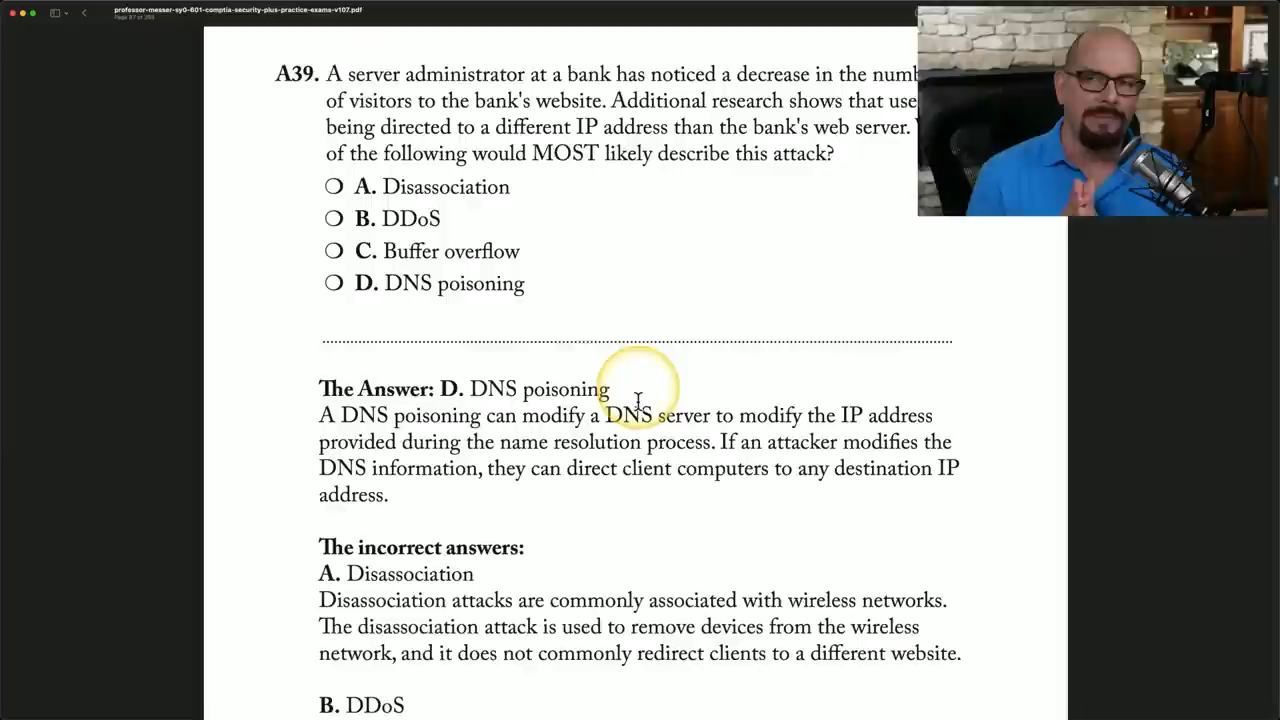 professor-messer-sy0-601-comptia-security-plus-practice-exams-v107.pdf
A39. A server administrator at a bank has noticed a decrease in the
of visitors to the bank's website. Additional research shows that
being directed to a different IP address than the bank's web server.
of the following would MOST likely describe this attack?
A. Disassociation
B. DDoS
C. Buffer overflow
D. DNS poisoning
The Answer: D. DNS poisoning
A DNS poisoning can modify a DNS server to modify the IP address
provided during the name resolution process. If an attacker modifies the
DNS information, they can direct client computers to any destination IP
address.
The incorrect answers:
A. Disassociation
Disassociation attacks are commonly associated with wireless networks.
The disassociation attack is used to remove devices from the wireless
network, and it does not commonly redirect clients to a different website.
B. DDoS